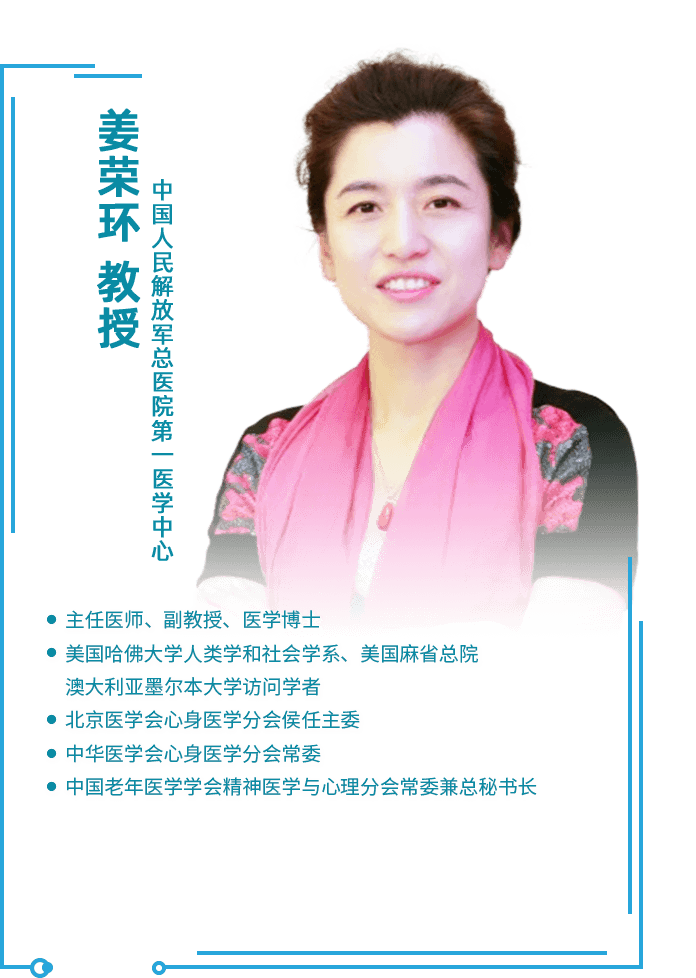 姜荣环 教授
中国人民解放军总医院第一医学中心
主任医师、副教授、医学博士
美国哈佛大学人类学和社会学系、美国麻省总院
澳大利亚墨尔本大学访问学者
北京医学会心身医学分会侯任主委
中华医学会心身医学分会常委
中国老年医学学会精神医学与心理分会常委兼总秘书长